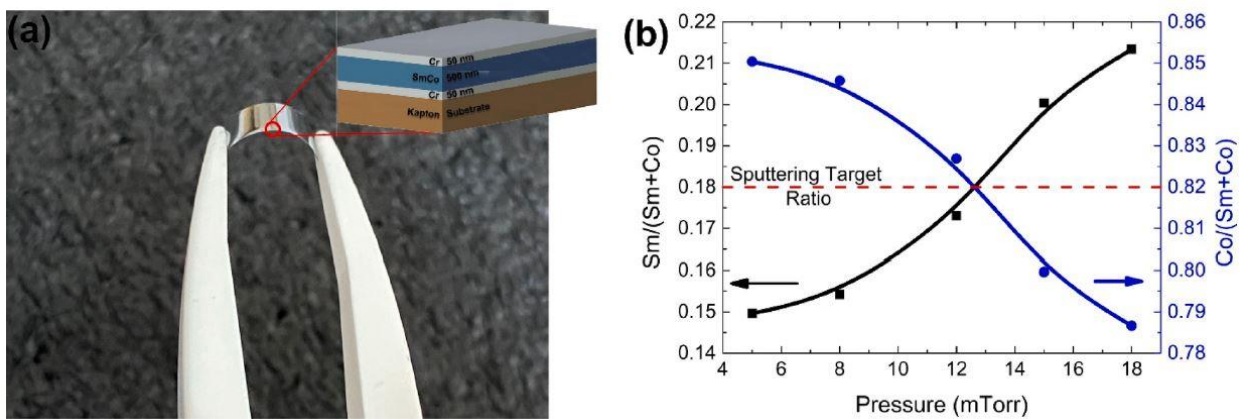 (a)
Cr 50 nm
SmCo 500 nm
Cr 50 nm
Kapton Substrate
(b)
0.22
0.21
0.20
0.19
0.18
0.17
0.16
0.15
0.14
Sm/(Sm+Co)
Sputtering Target
Ratio
0.86
0.85
0.84
0.83
0.82
0.81
0.80
0.79
0.78
Co/(Sm+Co)
4 6 8 10 12 14 16 18
Pressure (mTorr)